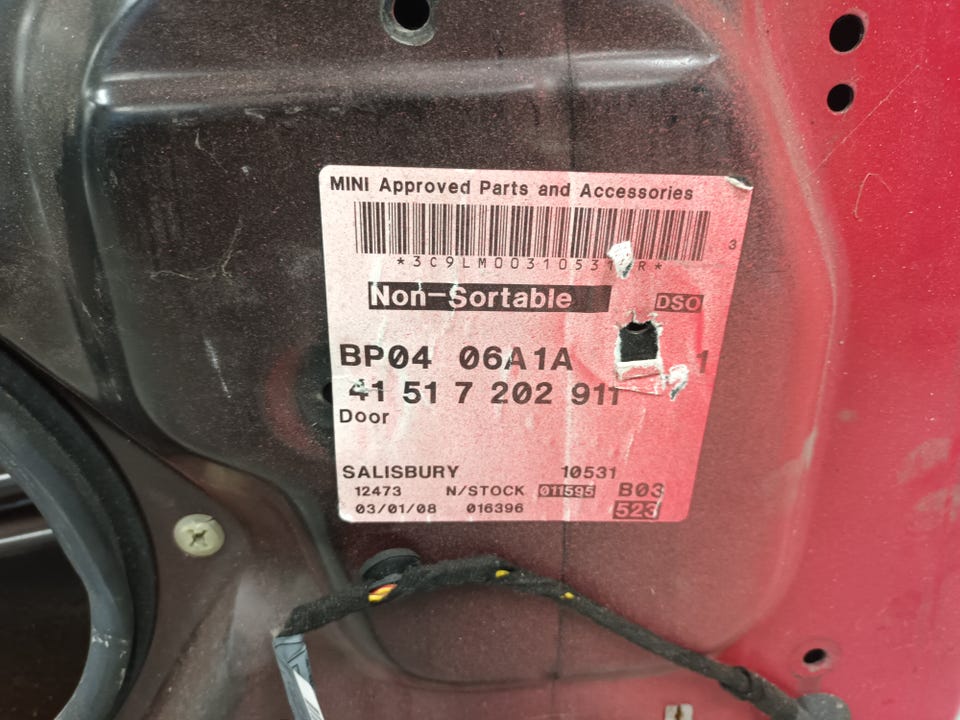 MINI Approved Parts and Accessories
3
Non-Sortable DSO
BP04 06A1A 1
41 51 7 202 911
Door
SALISBURY 10531
12473 N/STOCK 011595 B03
03/01/08 016396 523